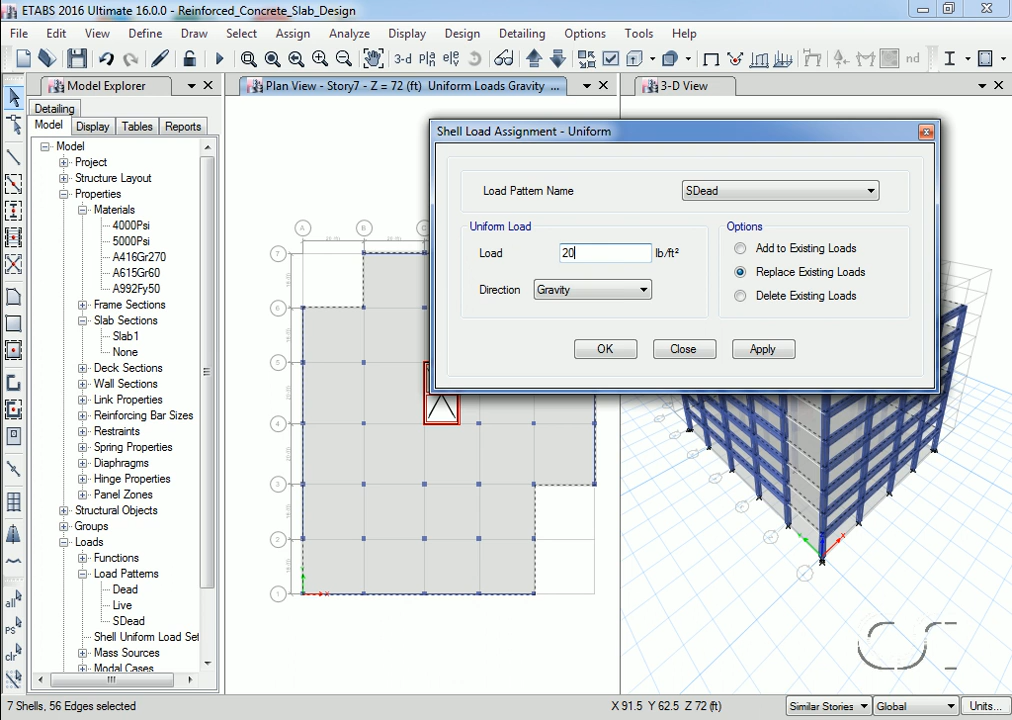 ETABS 2016 Ultimate 16.0.0 - Reinforced_Concrete_Slab_Design
File Edit View Define Draw Select Assign Analyze Display Design Detailing Options Tools Help
3-d nd
Model Explorer
Plan View - Story7 - Z = 72 (ft) Uniform Loads Gravity ...
3-D View
Detailing
Model Display Tables Reports
Model
Project
Structure Layout
Properties
Materials
4000Psi
5000Psi
A416Gr270
A615Gr60
A992Fy50
Frame Sections
Slab Sections
Slab1
None
Deck Sections
Wall Sections
Link Properties
Reinforcing Bar Sizes
Restraints
Spring Properties
Diaphragms
Hinge Properties
Panel Zones
Structural Objects
Groups
Loads
Functions
Load Patterns
Dead
Live
SDead
Shell Uniform Load Set
Mass Sources
Modal Cases
all
PS
clr
A B C
7
6
5
4
3
2
1
X
Shell Load Assignment - Uniform
Load Pattern Name SDead
Uniform Load
Load 20 lb/ft²
Direction Gravity
Options
Add to Existing Loads
Replace Existing Loads
Delete Existing Loads
OK Close Apply
CSI
7 Shells, 56 Edges selected
X 91.5 Y 62.5 Z 72 (ft)
Similar Stories Global Units...